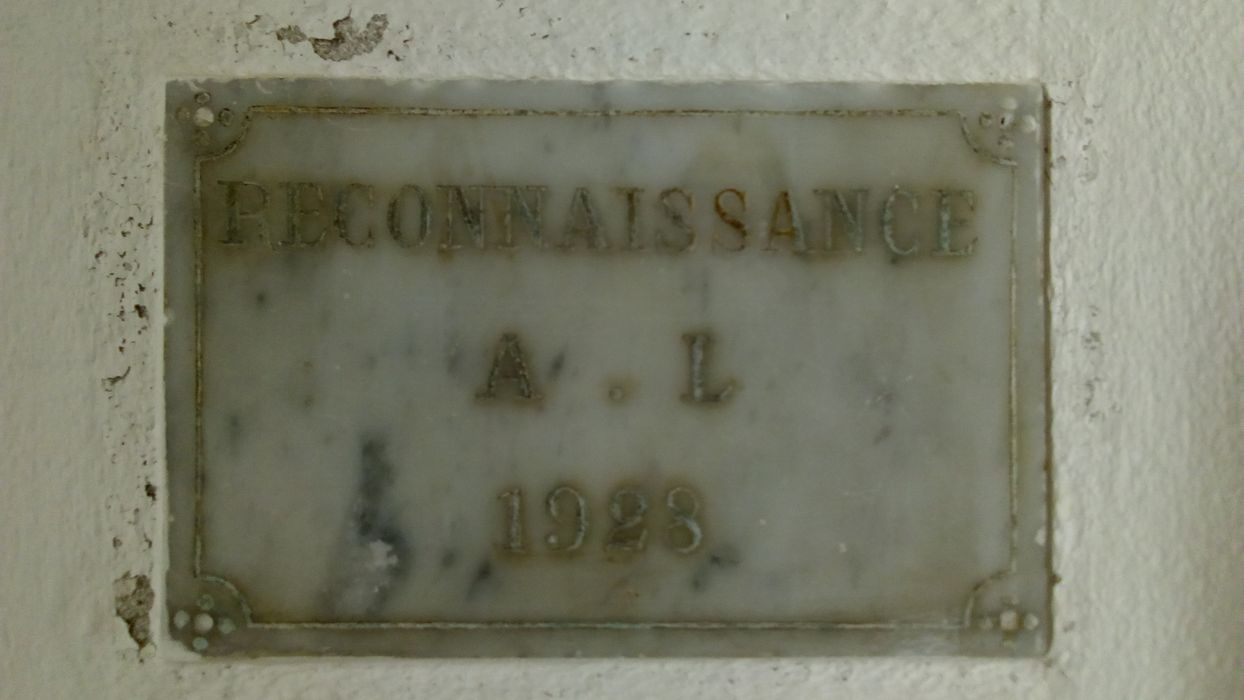 RECONNAISSANCE
A . L
1928